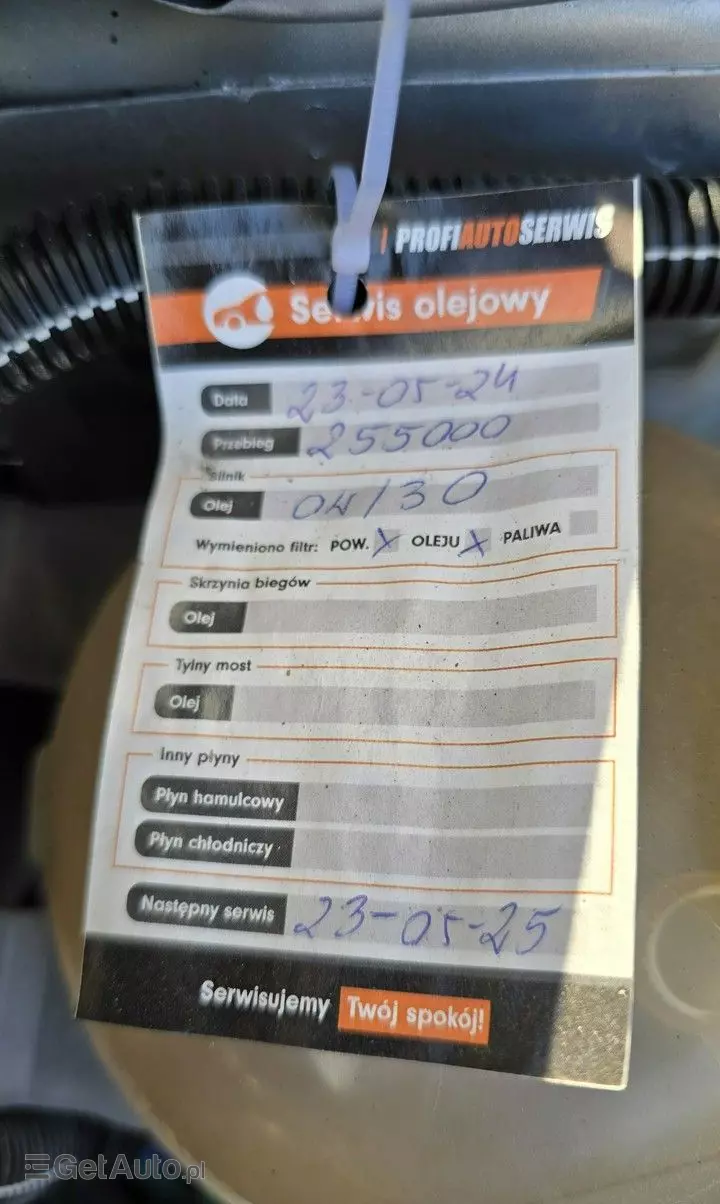 PROFIAUTOSERWIS
Serwis olejowy
Data 23-05-24
Przebieg 255000
Silnik
Olej 0W/30
Wymieniono filtr: POW. X OLEJU X PALIWA
Skrzynia biegów
Olej
Tylny most
Olej
Inny płyny
Płyn hamulcowy
Płyn chłodniczy
Następny serwis 23-05-25
Serwisujemy Twój spokój!
GetAuto.pl